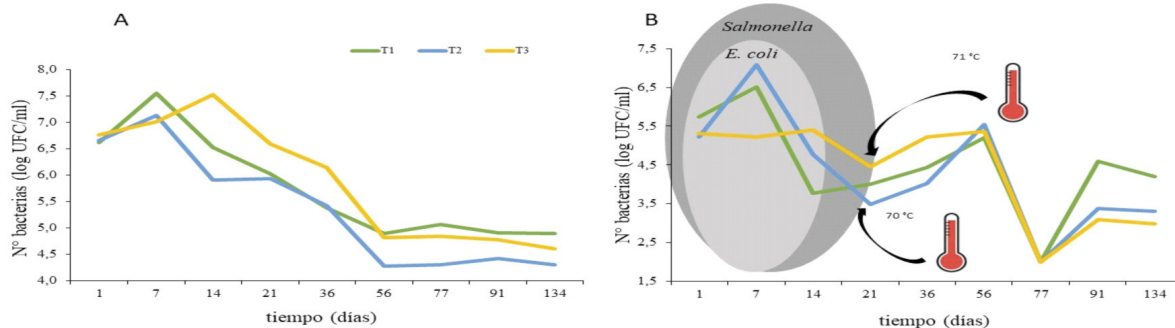 A
T1 T2 T3
8,0
7,5
7,0
6,5
6,0
5,5
5,0
4,5
4,0
N° bacterias (log UFC/ml)
1 7 14 21 36 56 77 91 134
tiempo (días)
B
Salmonella
E. coli
7,5
6,5
5,5
4,5
3,5
2,5
1,5
N° bacterias (log UFC/ml)
71 °C
70 °C
1 7 14 21 36 56 77 91 134
tiempo (días)